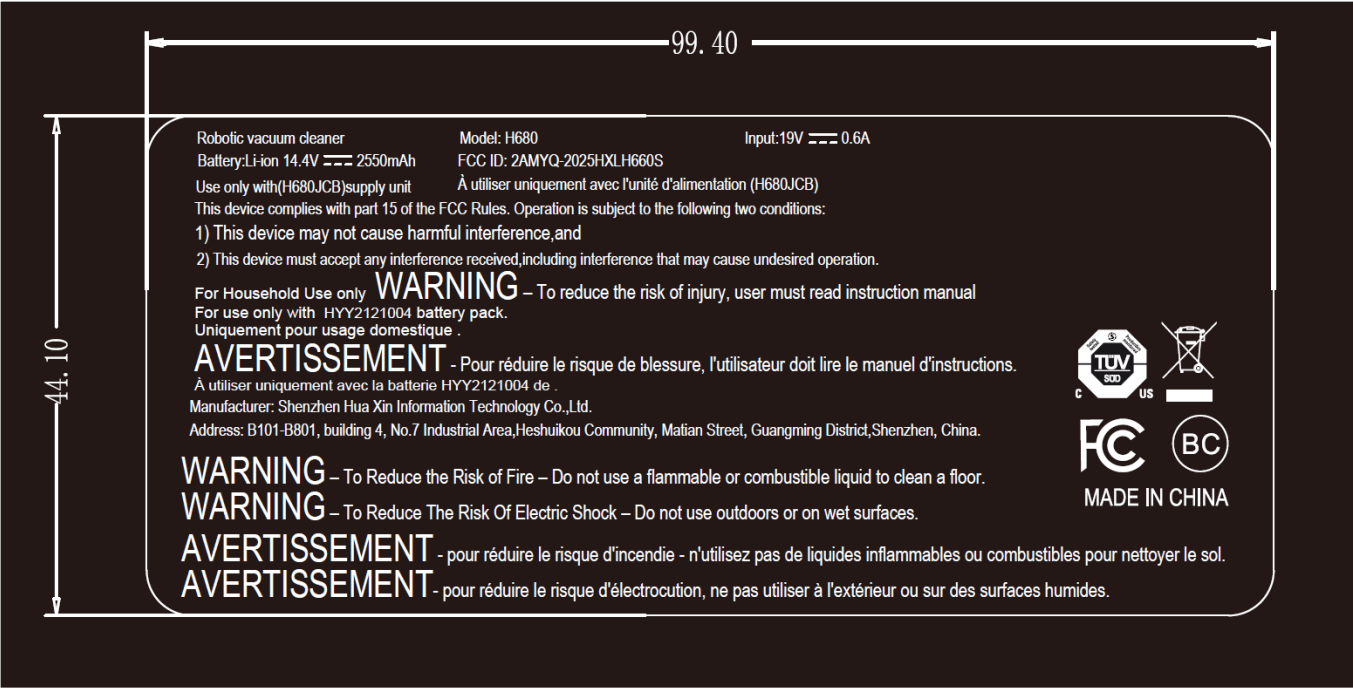 99.40
44.10
Robotic vacuum cleaner Model: H680 Input:19V 0.6A
Battery:Li-ion 14.4V 2550mAh FCC ID: 2AMYQ-2025HXLH660S
Use only with(H680JCB)supply unit À utiliser uniquement avec l'unité d'alimentation (H680JCB)
This device complies with part 15 of the FCC Rules. Operation is subject to the following two conditions:
1) This device may not cause harmful interference,and
2) This device must accept any interference received,including interference that may cause undesired operation.
For Household Use only WARNING – To reduce the risk of injury, user must read instruction manual
For use only with HYY2121004 battery pack.
Uniquement pour usage domestique .
AVERTISSEMENT - Pour réduire le risque de blessure, l'utilisateur doit lire le manuel d'instructions.
À utiliser uniquement avec la batterie HYY2121004 de .
Manufacturer: Shenzhen Hua Xin Information Technology Co.,Ltd.
Address: B101-B801, building 4, No.7 Industrial Area,Heshuikou Community, Matian Street, Guangming District,Shenzhen, China.
WARNING – To Reduce the Risk of Fire – Do not use a flammable or combustible liquid to clean a floor.
WARNING – To Reduce The Risk Of Electric Shock – Do not use outdoors or on wet surfaces.
AVERTISSEMENT - pour réduire le risque d'incendie - n'utilisez pas de liquides inflammables ou combustibles pour nettoyer le sol.
AVERTISSEMENT - pour réduire le risque d'électrocution, ne pas utiliser à l'extérieur ou sur des surfaces humides.
TÜV
SÜD
C US
FC BC
MADE IN CHINA